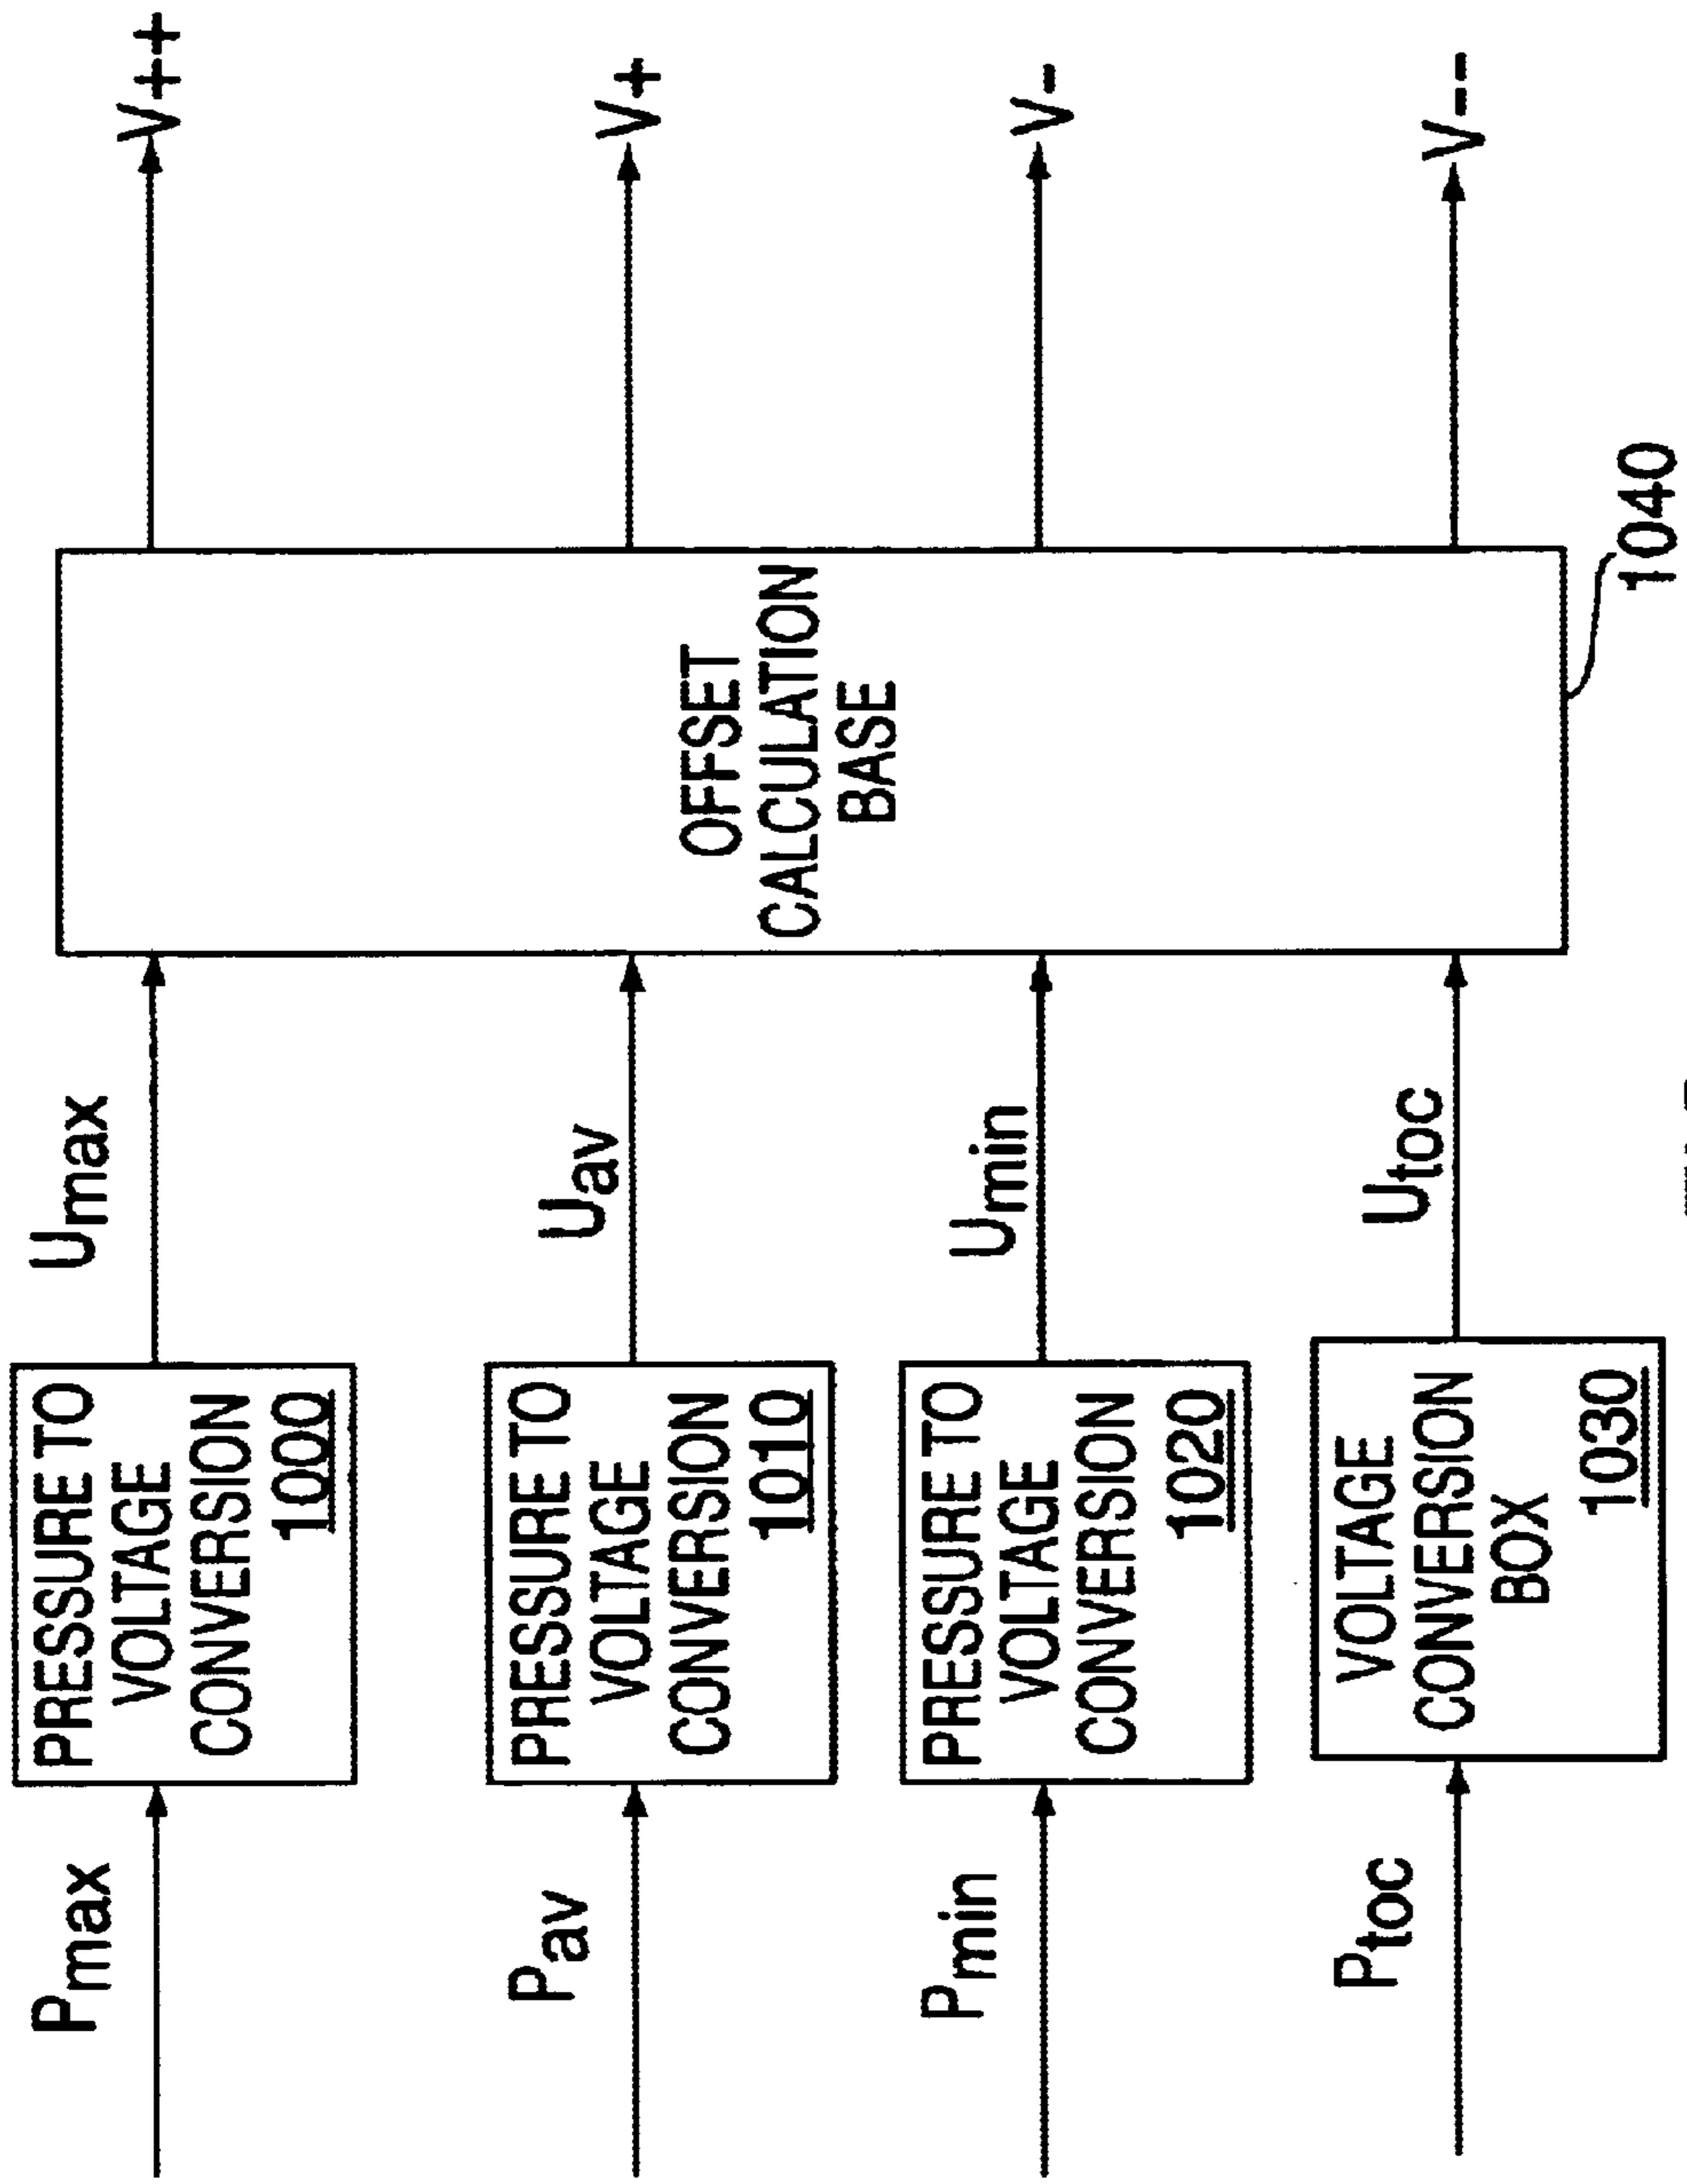 Pmax
PRESSURE TO
VOLTAGE
CONVERSION
1000
Umax
V++
Pav
PRESSURE TO
VOLTAGE
CONVERSION
1010
Uav
V+
Pmin
PRESSURE TO
VOLTAGE
CONVERSION
1020
Umin
V-
Ptoc
VOLTAGE
CONVERSION
BOX
1030
Utoc
V--
OFFSET
CALCULATION
BASE
1040